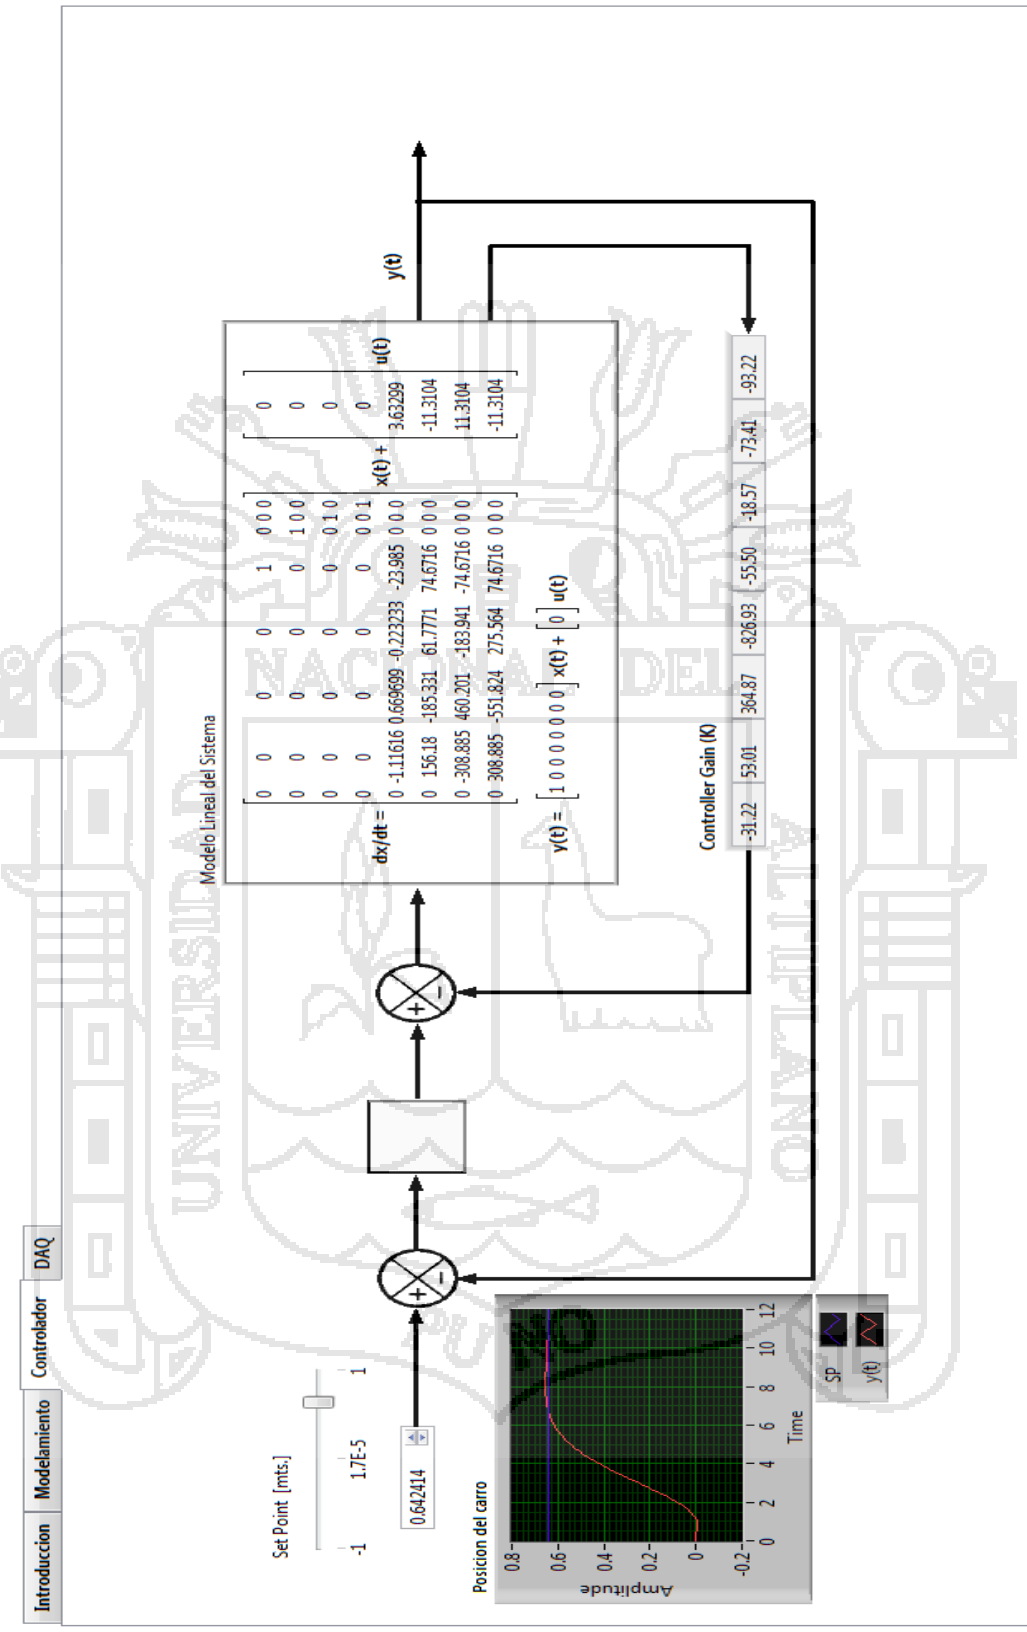 Introduccion
Modelamiento
Controlador
DAQ
Set Point [mts.]
-1
1.7E-5
1
0.642414
Modelo Lineal del Sistema
dx/dt =
0 0 0 0 1 0 0 0
0 0 0 0 0 1 0 0
0 0 0 0 0 0 1 0
0 0 0 0 0 0 0 1
0 -1.11616 0.669699 -0.223233 -23.985 0 0 0
0 156.18 -185.331 61.7771 74.6716 0 0 0
0 -308.885 460.201 -183.941 -74.6716 0 0 0
0 308.885 -551.824 275.564 74.6716 0 0 0
x(t) +
0
0
0
0
3.63299
-11.3104
11.3104
-11.3104
u(t)
y(t) = [ 1 0 0 0 0 0 0 0 ] x(t) + [ 0 ] u(t)
y(t)
+
−
+
−
Controller Gain (K)
-31.22 53.01 364.87 -826.93 -55.50 -18.57 -73.41 -93.22
Posicion del carro
Amplitude
0.8
0.6
0.4
0.2
0
-0.2
0 2 4 6 8 10 12
Time
SP
y(t)
UNIVERSIDAD
NACIONAL DEL
ALTIPLANO
PUNO